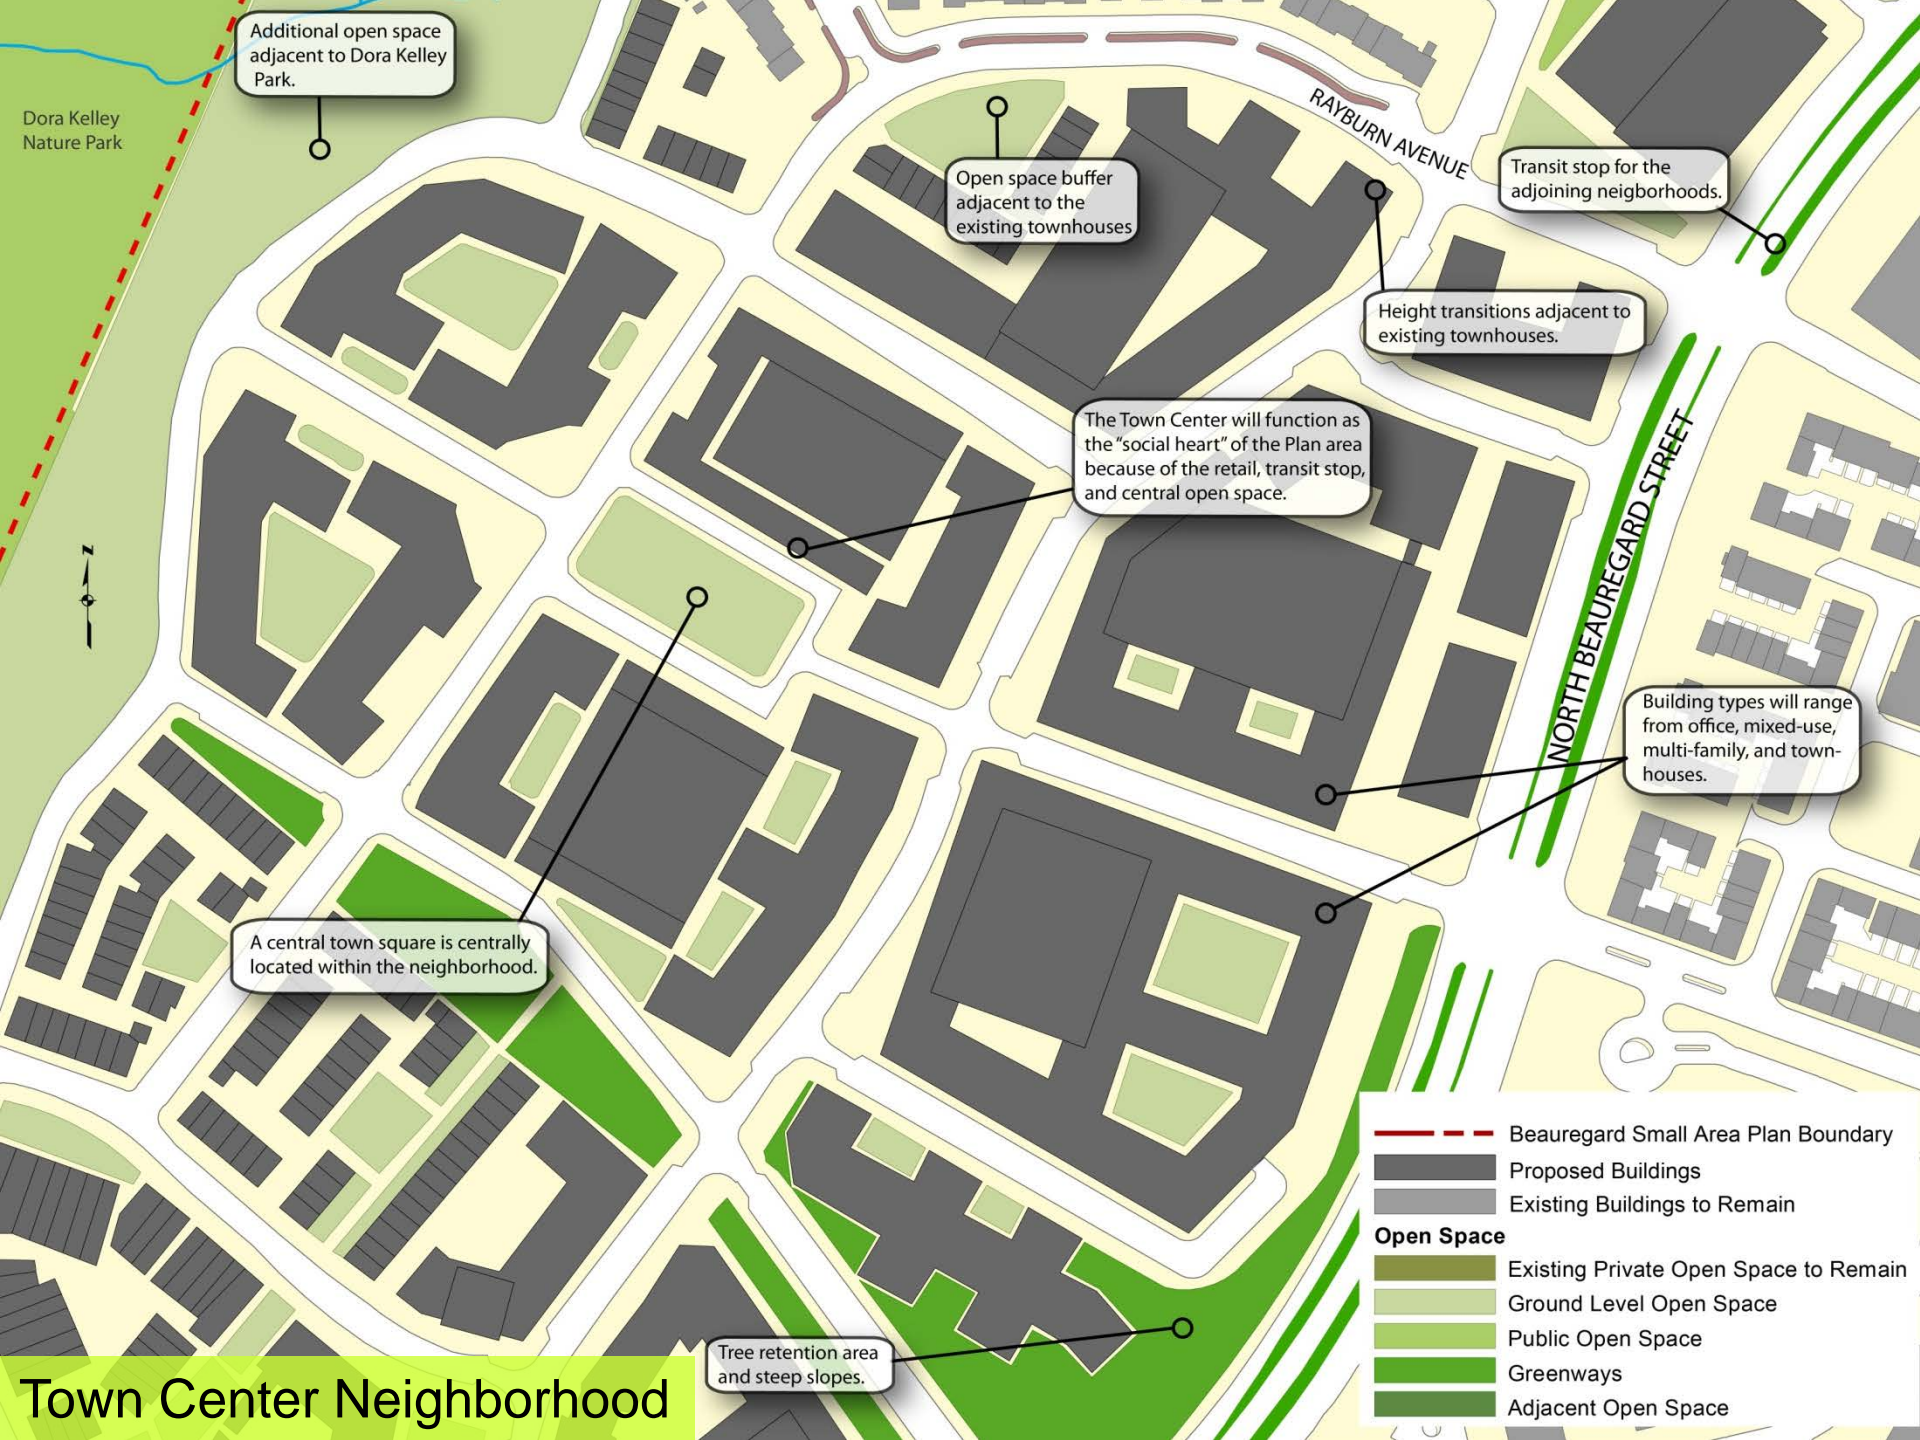 Additional open space
adjacent to Dora Kelley
Park.
Dora Kelley
Nature Park
RAYBURN AVENUE
Open space buffer
adjacent to the
existing townhouses
Transit stop for the
adjoining neigborhoods.
Height transitions adjacent to
existing townhouses.
The Town Center will function as
the “social heart” of the Plan area
because of the retail, transit stop,
and central open space.
NORTH BEAUREGARD STREET
N
Building types will range
from office, mixed-use,
multi-family, and town-
houses.
A central town square is centrally
located within the neighborhood.
Tree retention area
and steep slopes.
Beauregard Small Area Plan Boundary
Proposed Buildings
Existing Buildings to Remain
Open Space
Existing Private Open Space to Remain
Ground Level Open Space
Public Open Space
Greenways
Adjacent Open Space
Town Center Neighborhood